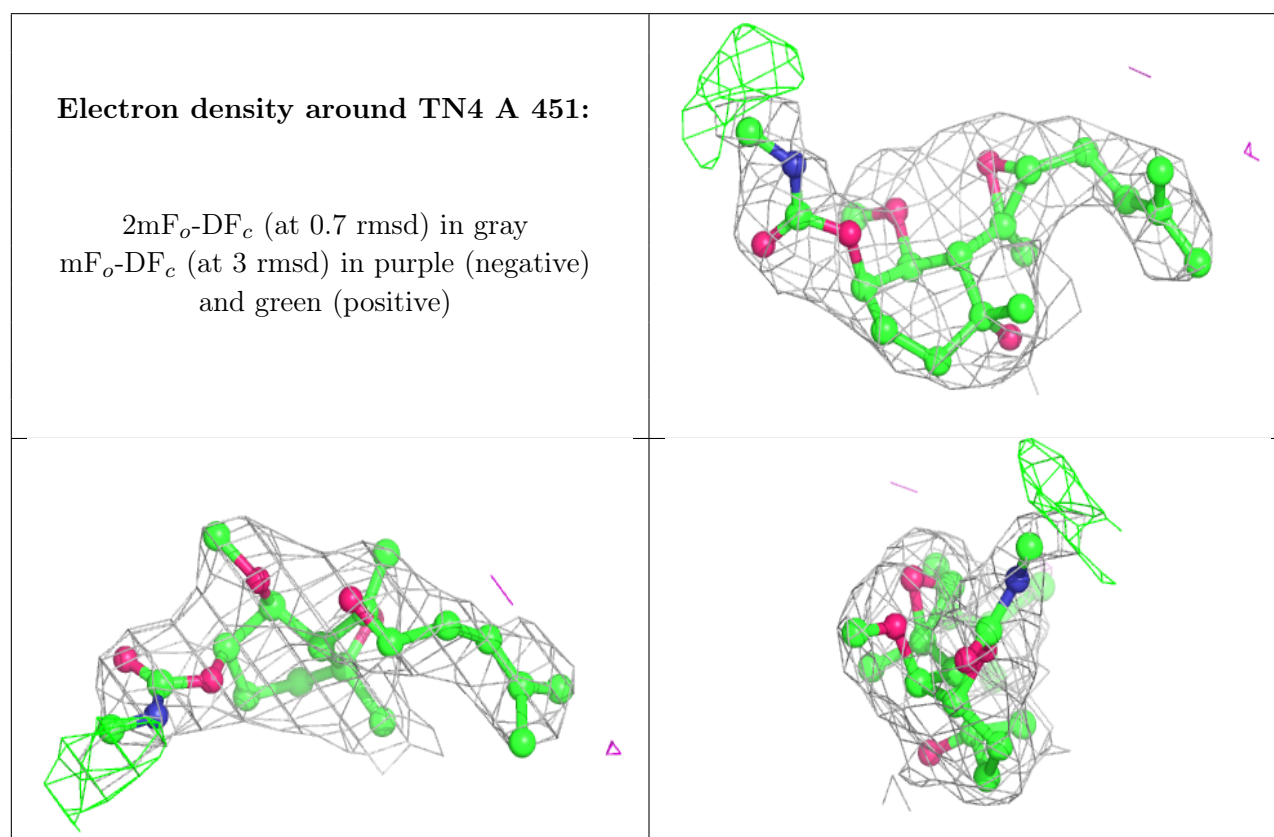 Electron density around TN4 A 451:
2mFo-DFc (at 0.7 rmsd) in gray
mFo-DFc (at 3 rmsd) in purple (negative)
and green (positive)